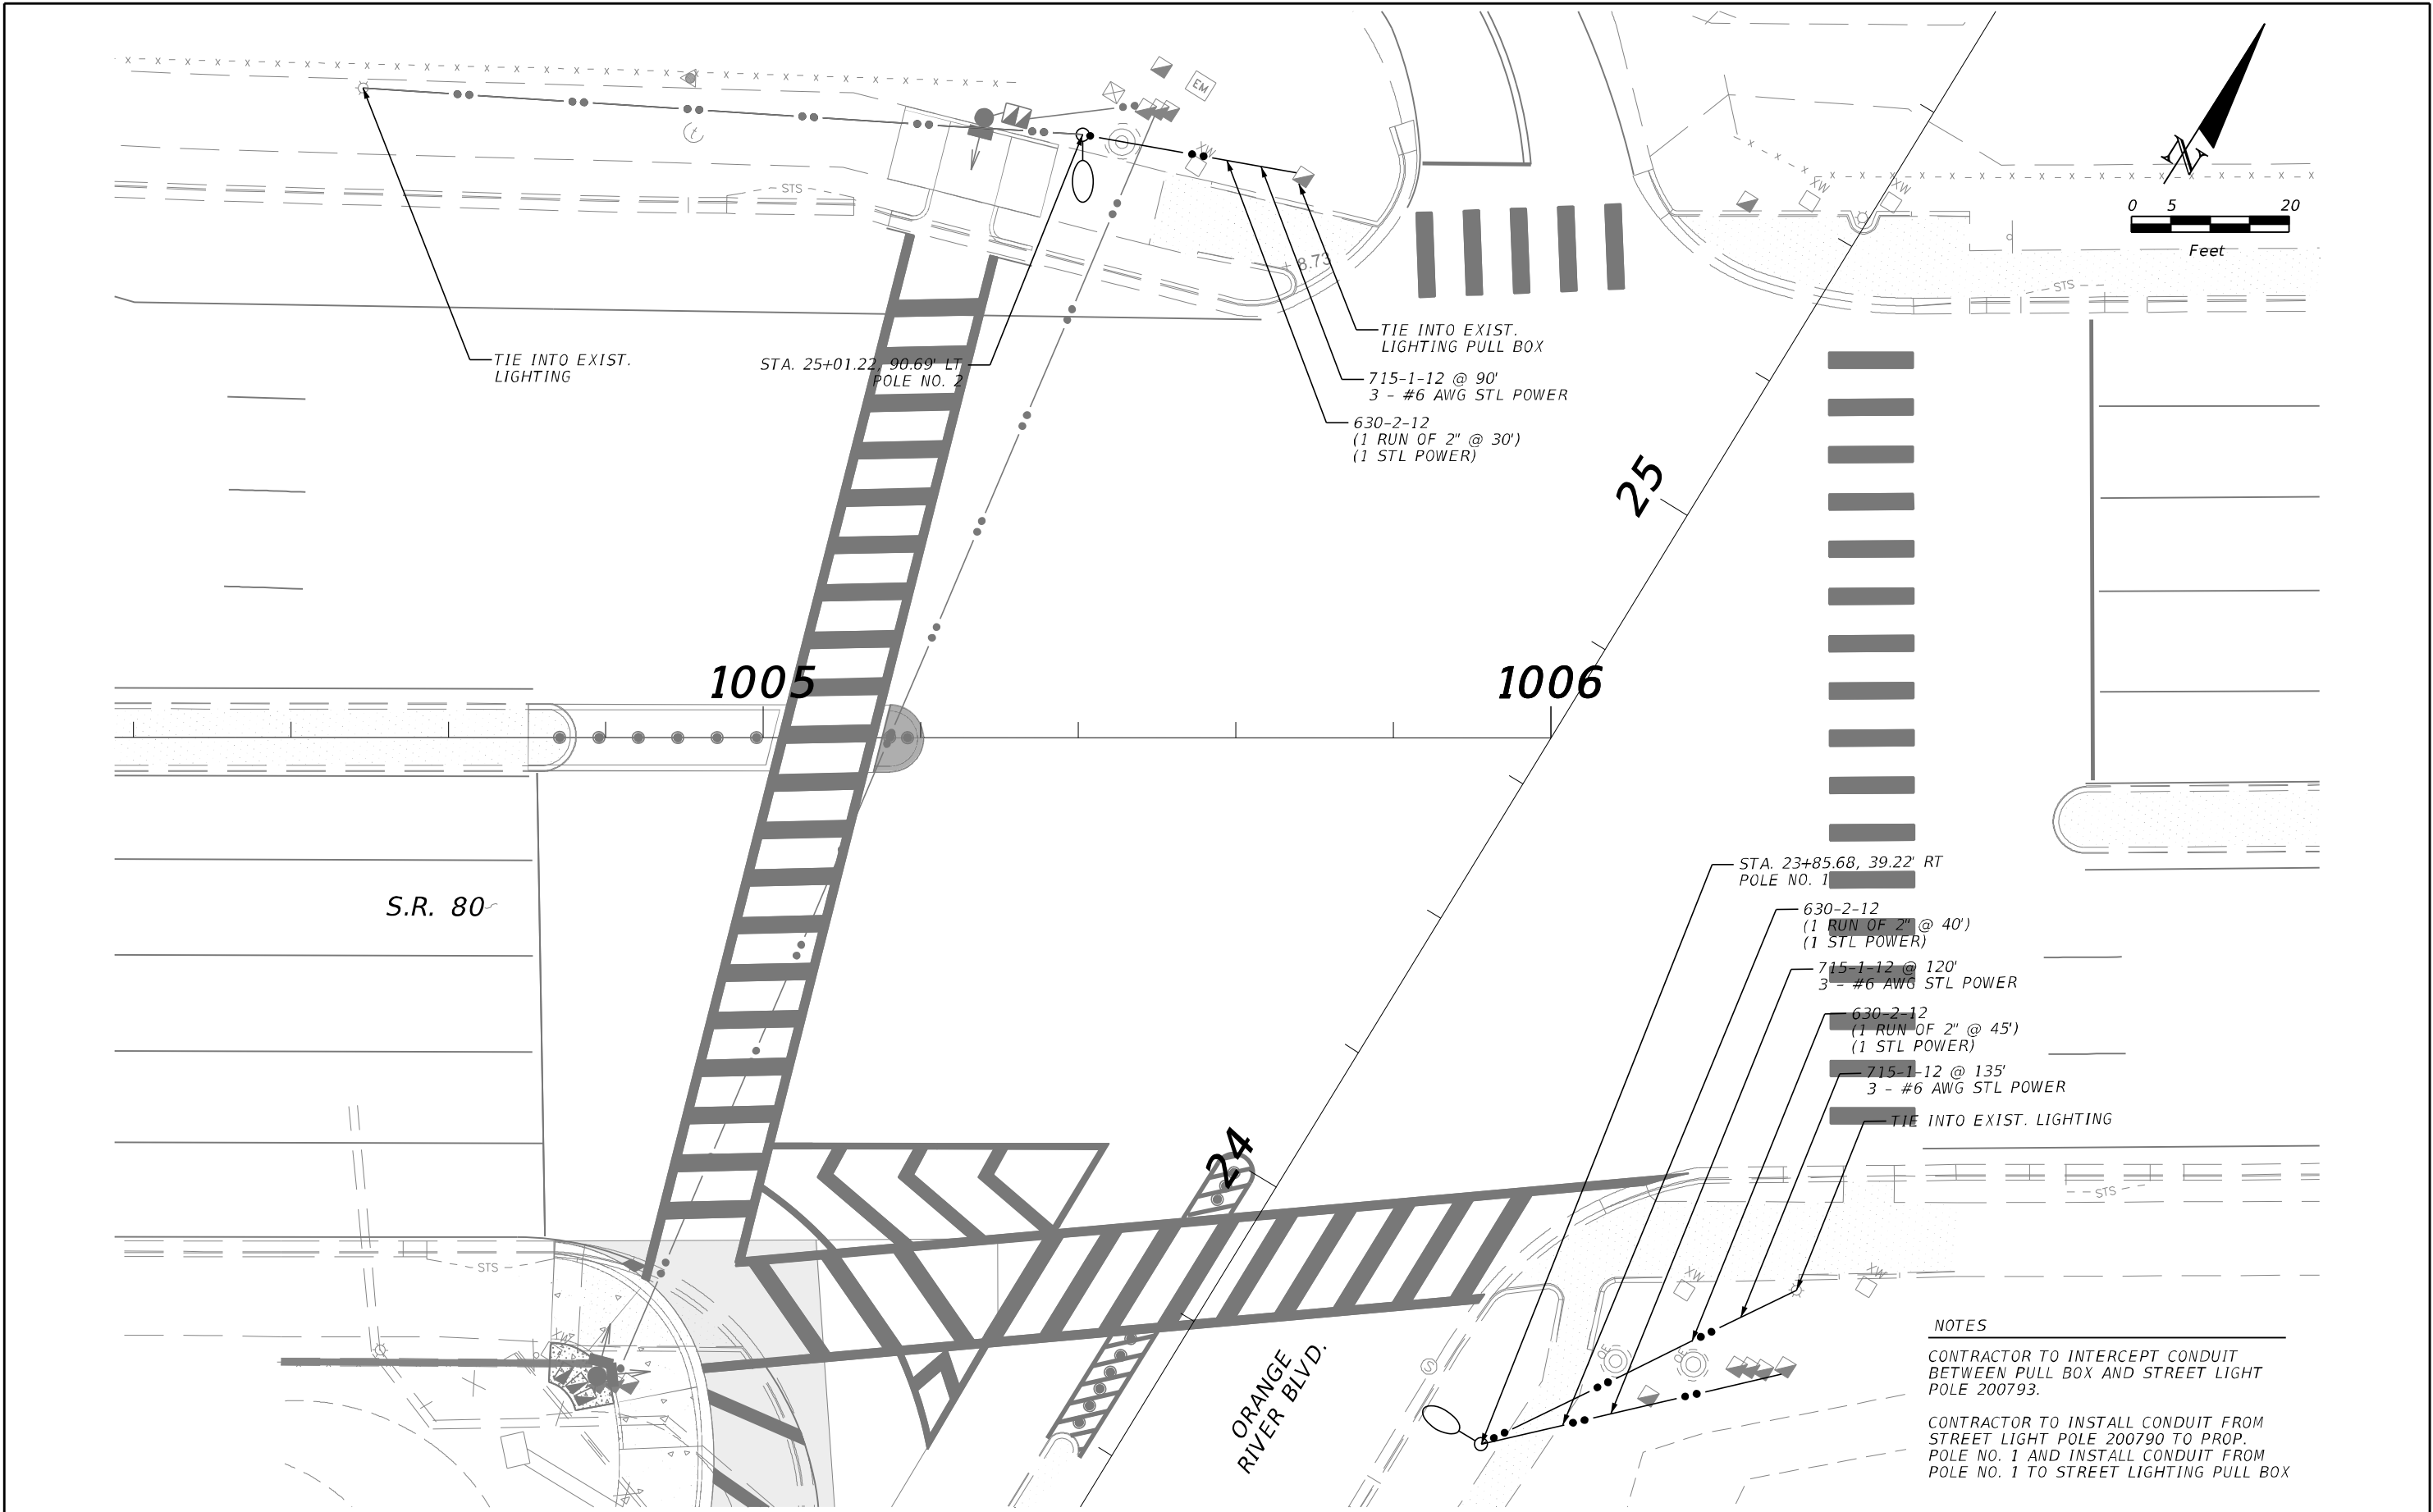 EM
XW
STS
N
XW
XW
0 5 20
Feet
+ 8.73
STS
TIE INTO EXIST.
LIGHTING
STA. 25+01.22, 90.69' LT
POLE NO. 2
TIE INTO EXIST.
LIGHTING PULL BOX
715-1-12 @ 90'
3 - #6 AWG STL POWER
630-2-12
(1 RUN OF 2" @ 30')
(1 STL POWER)
25
1005
1006
S.R. 80
STA. 23+85.68, 39.22' RT
POLE NO. 1
630-2-12
(1 RUN OF 2" @ 40')
(1 STL POWER)
715-1-12 @ 120'
3 - #6 AWG STL POWER
630-2-12
(1 RUN OF 2" @ 45')
(1 STL POWER)
715-1-12 @ 135'
3 - #6 AWG STL POWER
TIE INTO EXIST. LIGHTING
24
STS
STS
XW
XW
XW
S
ORANGE
RIVER BLVD.
NOTES
CONTRACTOR TO INTERCEPT CONDUIT
BETWEEN PULL BOX AND STREET LIGHT
POLE 200793.
CONTRACTOR TO INSTALL CONDUIT FROM
STREET LIGHT POLE 200790 TO PROP.
POLE NO. 1 AND INSTALL CONDUIT FROM
POLE NO. 1 TO STREET LIGHTING PULL BOX